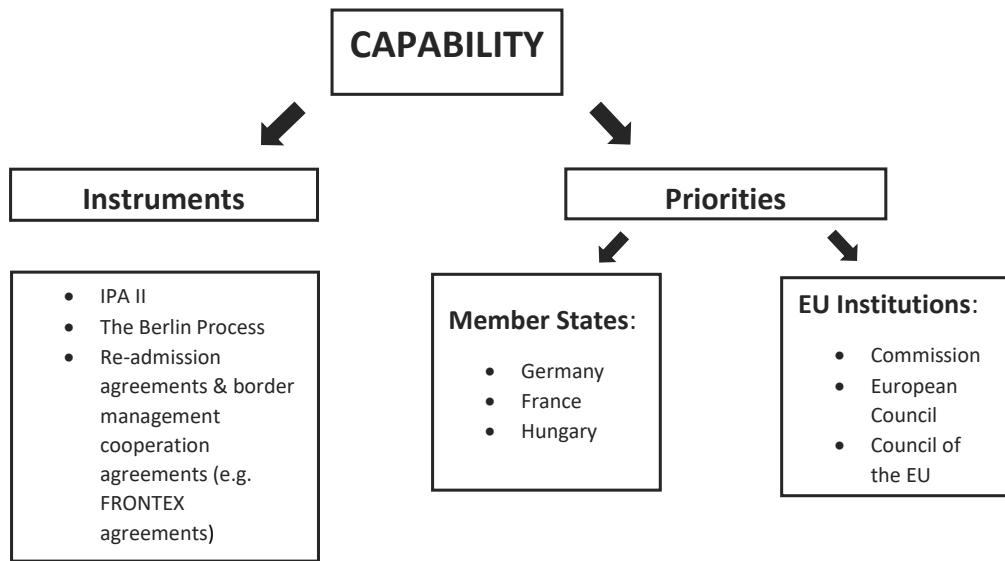 CAPABILITY
Instruments
Priorities
• IPA II
• The Berlin Process
• Re-admission
agreements & border
management
cooperation
agreements (e.g.
FRONTEX
agreements)
Member States:
• Germany
• France
• Hungary
EU Institutions:
• Commission
• European
Council
• Council of
the EU